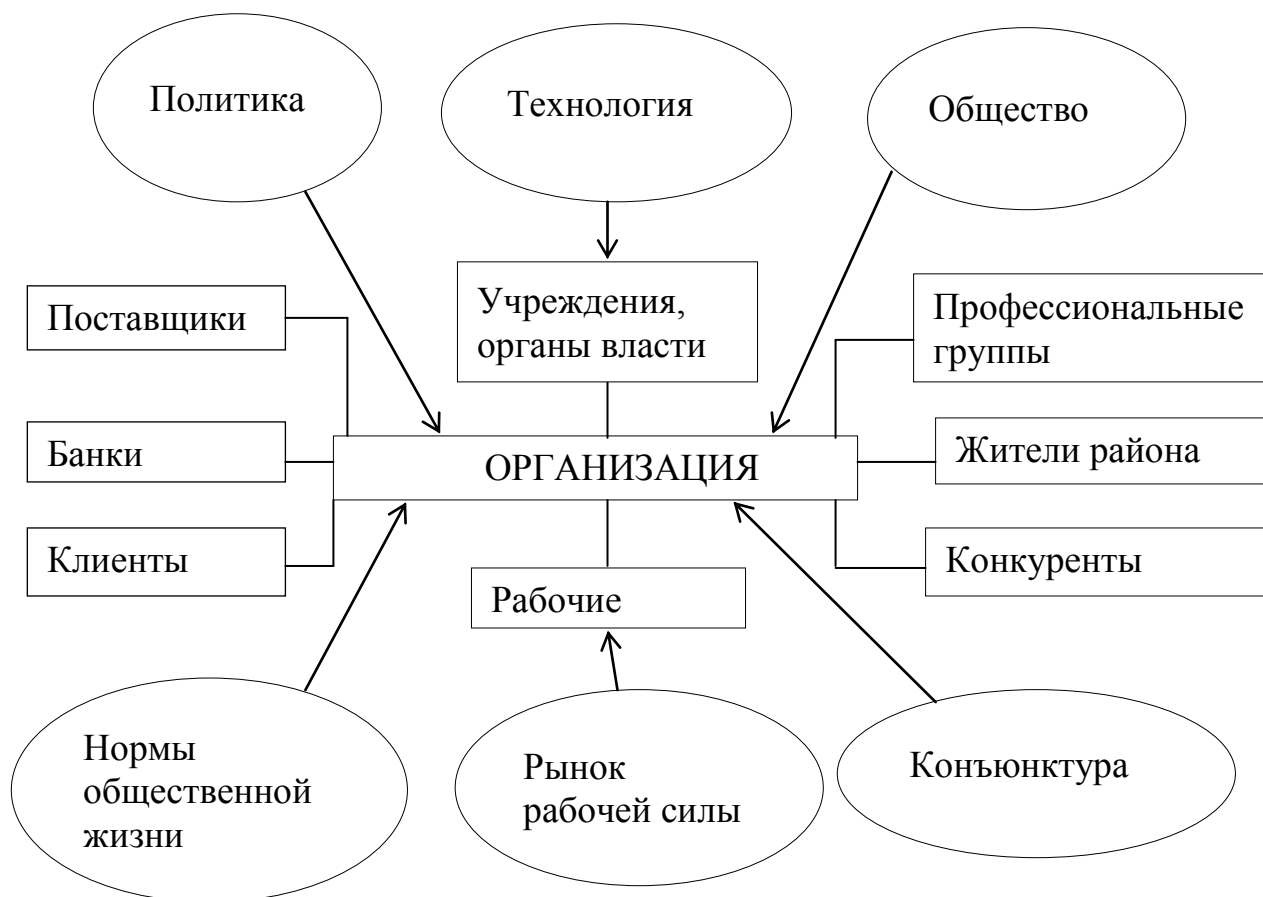 Политика
Технология
Общество
Поставщики
Учреждения,
органы власти
Профессиональные
группы
Банки
ОРГАНИЗАЦИЯ
Жители района
Клиенты
Рабочие
Конкуренты
Нормы
общественной
жизни
Рынок
рабочей силы
Конъюнктура